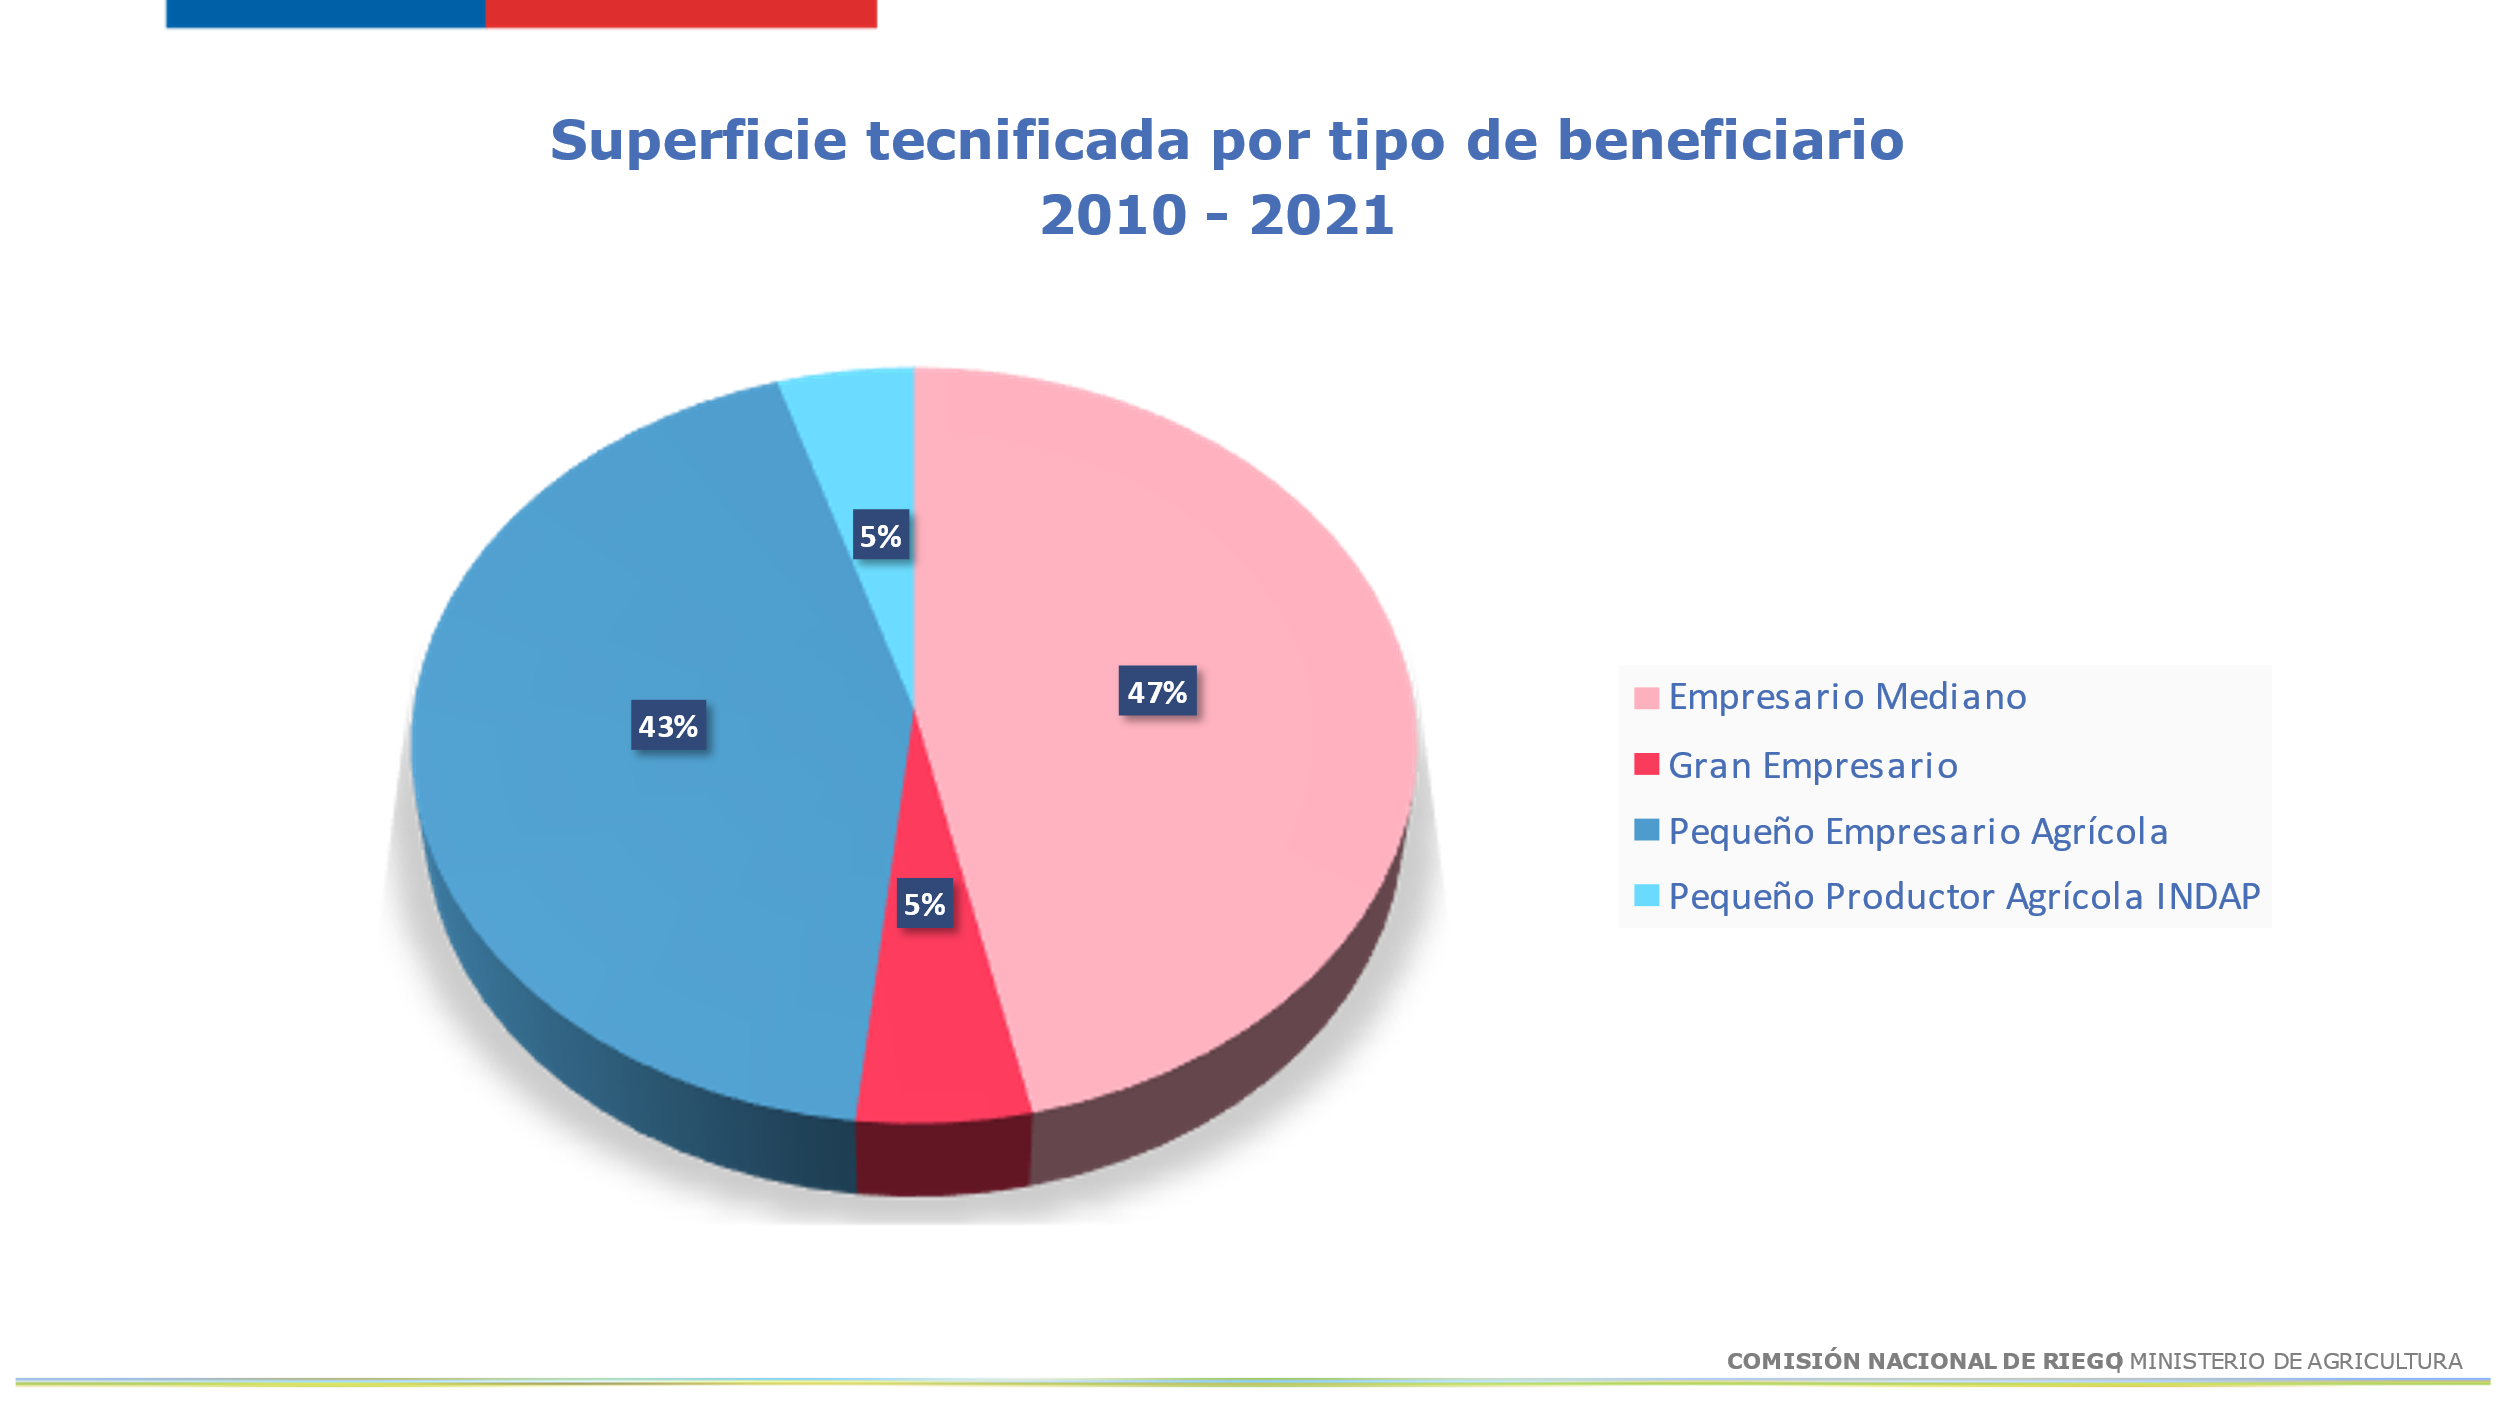 Superficie tecnificada por tipo de beneficiario
2010 - 2021
5%
47%
43%
5%
Empresario Mediano
Gran Empresario
Pequeño Empresario Agrícola
Pequeño Productor Agrícola INDAP
COMISIÓN NACIONAL DE RIEGO | MINISTERIO DE AGRICULTURA